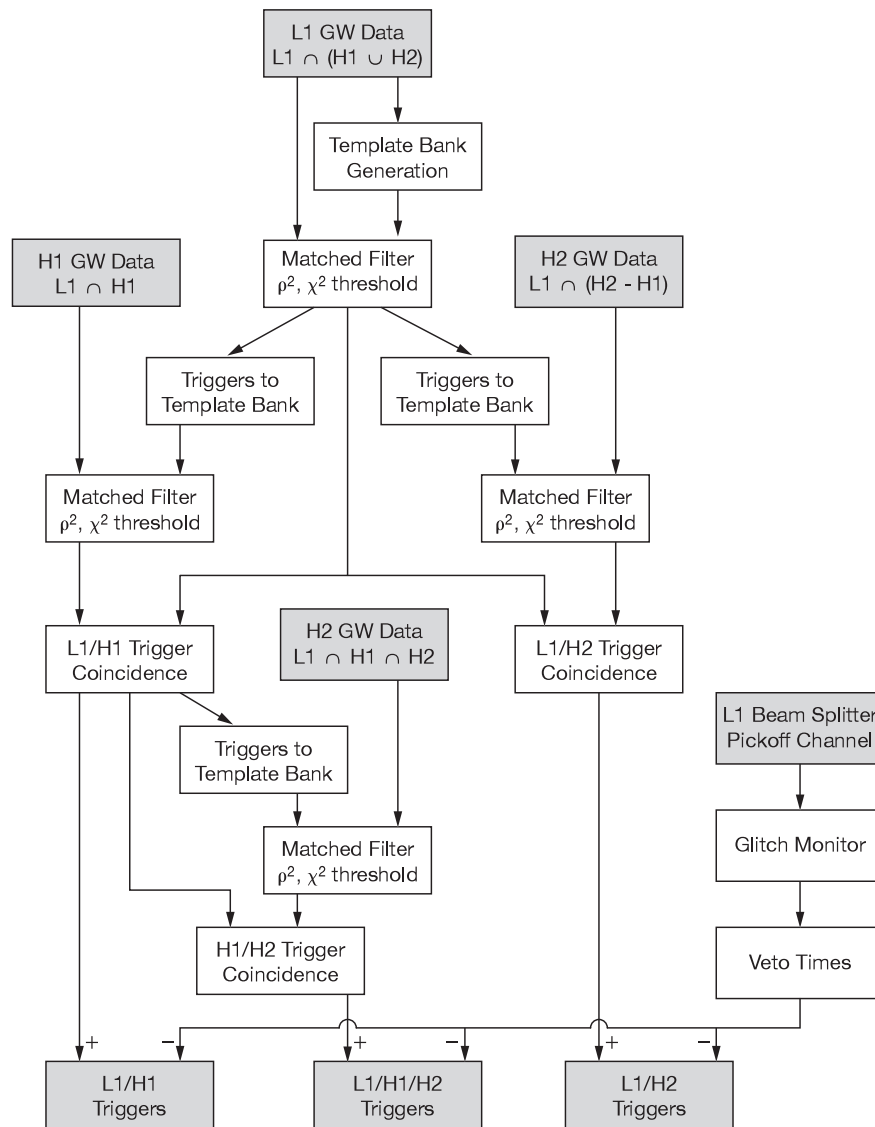 L1 GW Data
L1 ∩ (H1 ∪ H2)
Template Bank
Generation
H1 GW Data
L1 ∩ H1
Matched Filter
ρ², χ² threshold
H2 GW Data
L1 ∩ (H2 - H1)
Triggers to
Template Bank
Triggers to
Template Bank
Matched Filter
ρ², χ² threshold
Matched Filter
ρ², χ² threshold
L1/H1 Trigger
Coincidence
H2 GW Data
L1 ∩ H1 ∩ H2
L1/H2 Trigger
Coincidence
L1 Beam Splitter
Pickoff Channel
Triggers to
Template Bank
Glitch Monitor
Matched Filter
ρ², χ² threshold
H1/H2 Trigger
Coincidence
Veto Times
+ − + − + −
L1/H1
Triggers
L1/H1/H2
Triggers
L1/H2
Triggers